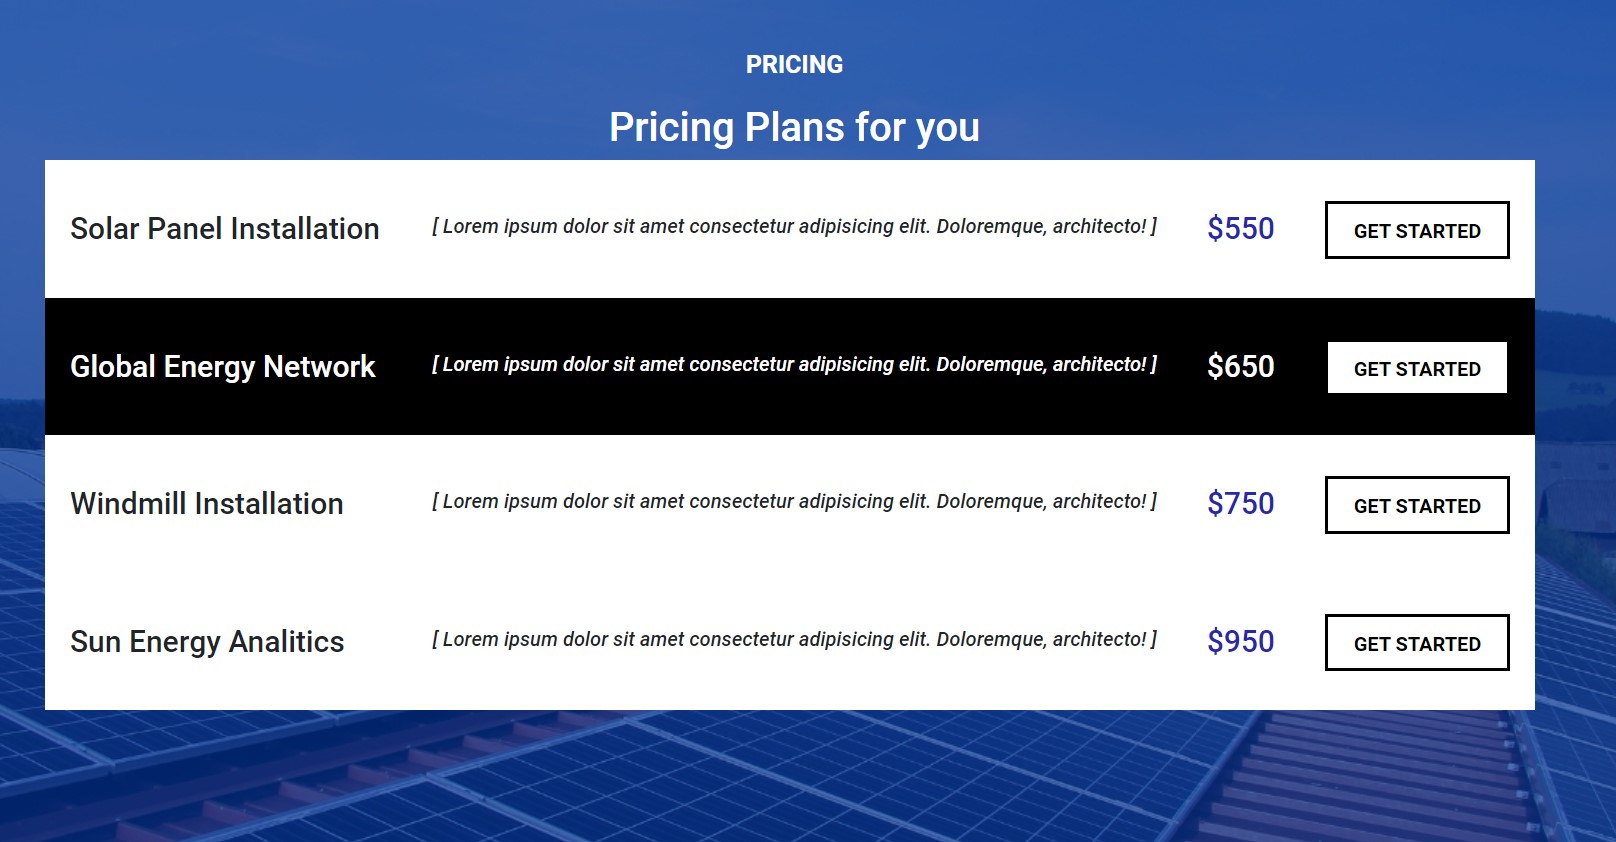 PRICING
Pricing Plans for you
Solar Panel Installation [ Lorem ipsum dolor sit amet consectetur adipisicing elit. Doloremque, architecto! ] $550 GET STARTED
Global Energy Network [ Lorem ipsum dolor sit amet consectetur adipisicing elit. Doloremque, architecto! ] $650 GET STARTED
Windmill Installation [ Lorem ipsum dolor sit amet consectetur adipisicing elit. Doloremque, architecto! ] $750 GET STARTED
Sun Energy Analitics [ Lorem ipsum dolor sit amet consectetur adipisicing elit. Doloremque, architecto! ] $950 GET STARTED